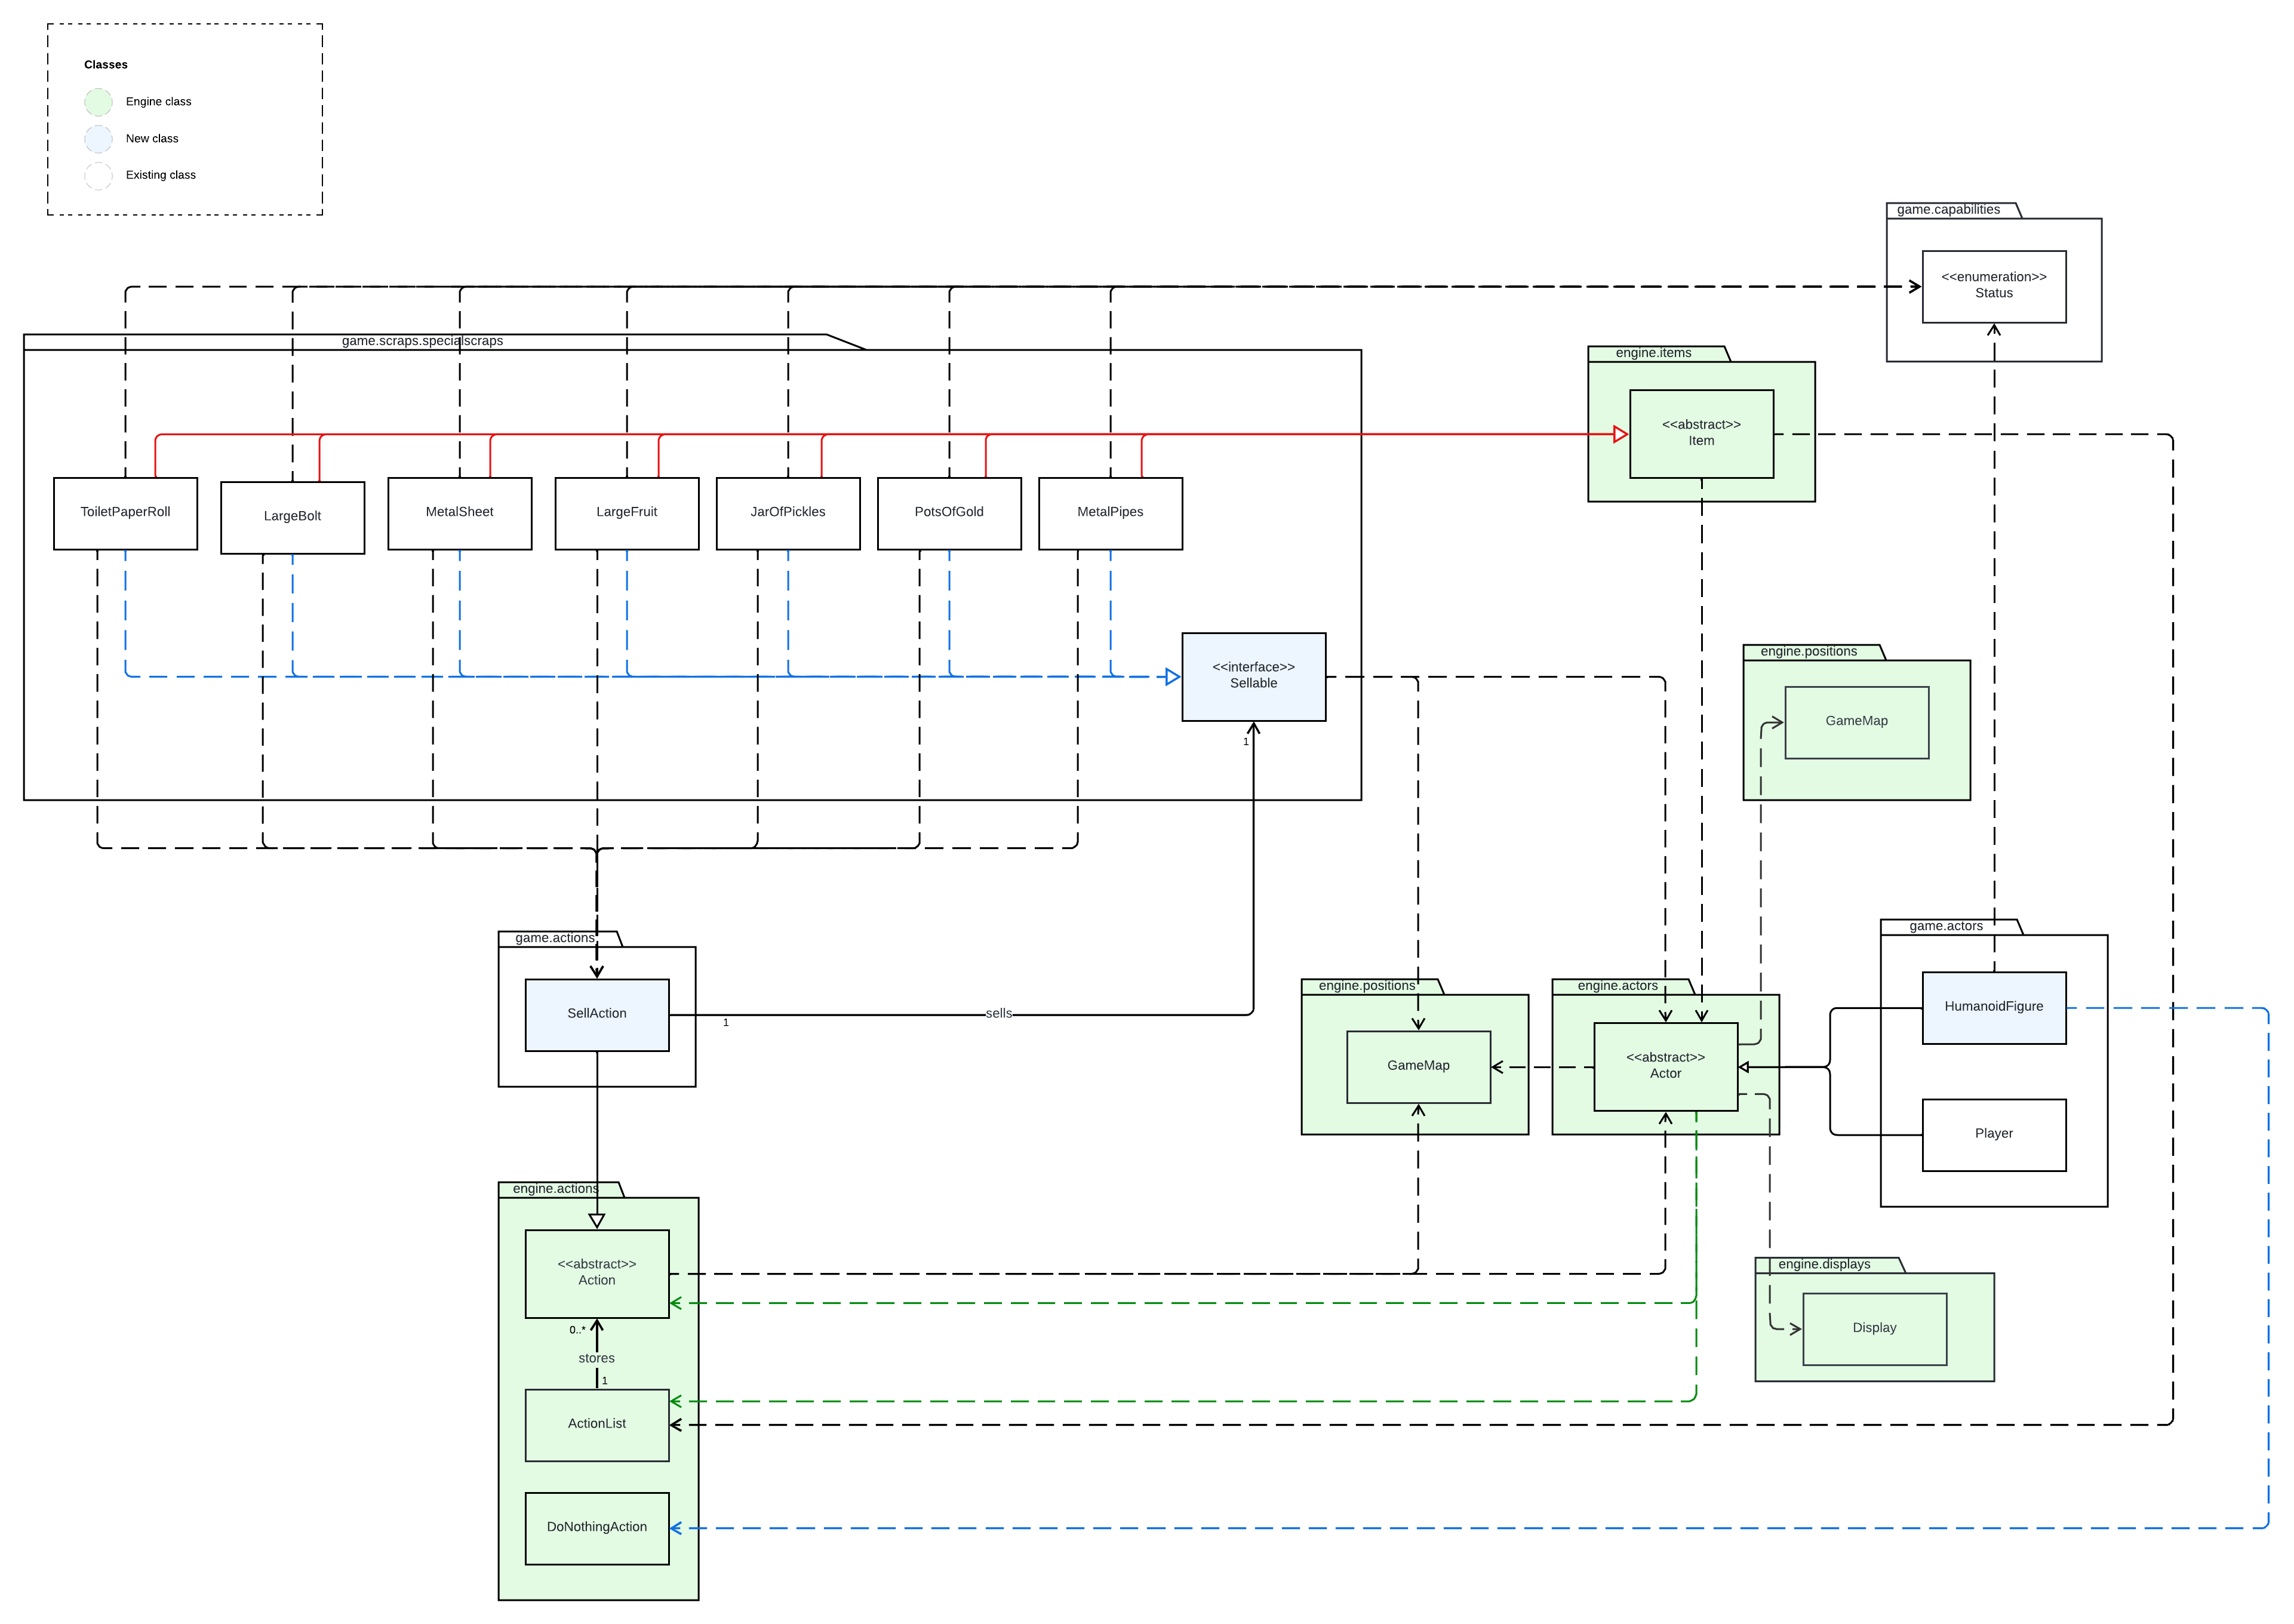 Classes
Engine class
New class
Existing class
game.capabilities
<<enumeration>>
Status
game.scraps.specialscraps
engine.items
<<abstract>>
Item
ToiletPaperRoll
LargeBolt
MetalSheet
LargeFruit
JarOfPickles
PotsOfGold
MetalPipes
<<interface>>
Sellable
1
engine.positions
GameMap
game.actions
SellAction
1
sells
engine.positions
GameMap
engine.actors
<<abstract>>
Actor
game.actors
HumanoidFigure
Player
engine.actions
<<abstract>>
Action
0..*
stores
1
ActionList
DoNothingAction
engine.displays
Display